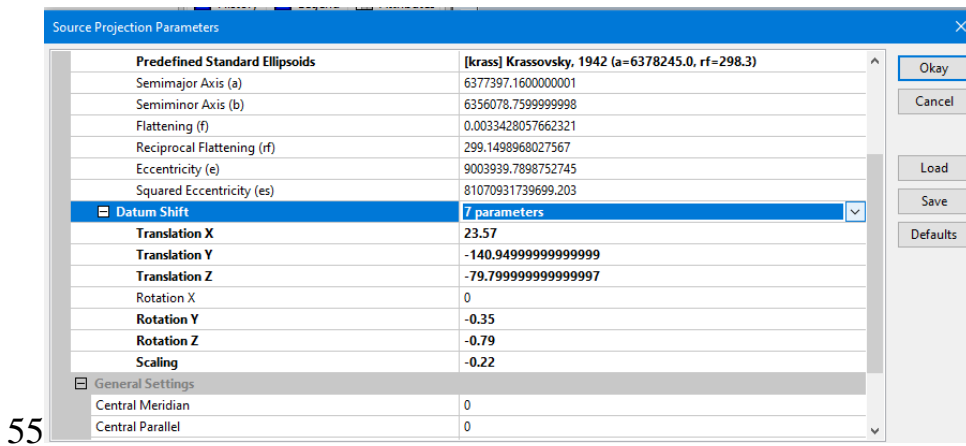 History Legend Attributes
Source Projection Parameters
Predefined Standard Ellipsoids [krass] Krassovsky, 1942 (a=6378245.0, rf=298.3)
Semimajor Axis (a) 6377397.1600000001
Semiminor Axis (b) 6356078.7599999998
Flattening (f) 0.0033428057662321
Reciprocal Flattening (rf) 299.1498968027567
Eccentricity (e) 9003939.7898752745
Squared Eccentricity (es) 81070931739699.203
Datum Shift 7 parameters
Translation X 23.57
Translation Y -140.94999999999999
Translation Z -79.799999999999997
Rotation X 0
Rotation Y -0.35
Rotation Z -0.79
Scaling -0.22
General Settings
Central Meridian 0
Central Parallel 0
Okay
Cancel
Load
Save
Defaults
55